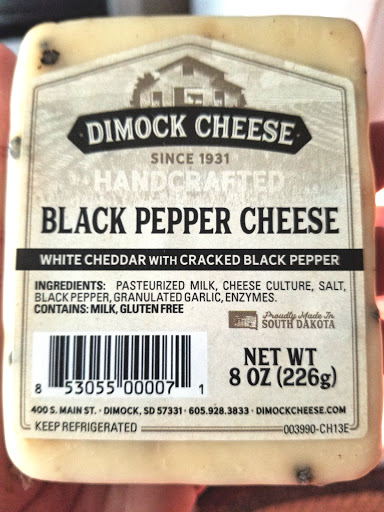 DIMOCK CHEESE
SINCE 1931
HANDCRAFTED
BLACK PEPPER CHEESE
WHITE CHEDDAR WITH CRACKED BLACK PEPPER
INGREDIENTS: PASTEURIZED MILK, CHEESE CULTURE, SALT,
BLACK PEPPER, GRANULATED GARLIC, ENZYMES.
CONTAINS: MILK, GLUTEN FREE
Proudly Made In
SOUTH DAKOTA
8 53055 00007 1
NET WT
8 OZ (226g)
400 S. MAIN ST. · DIMOCK, SD 57331 · 605.928.3833 · DIMOCKCHEESE.COM
KEEP REFRIGERATED 003990-CH13E